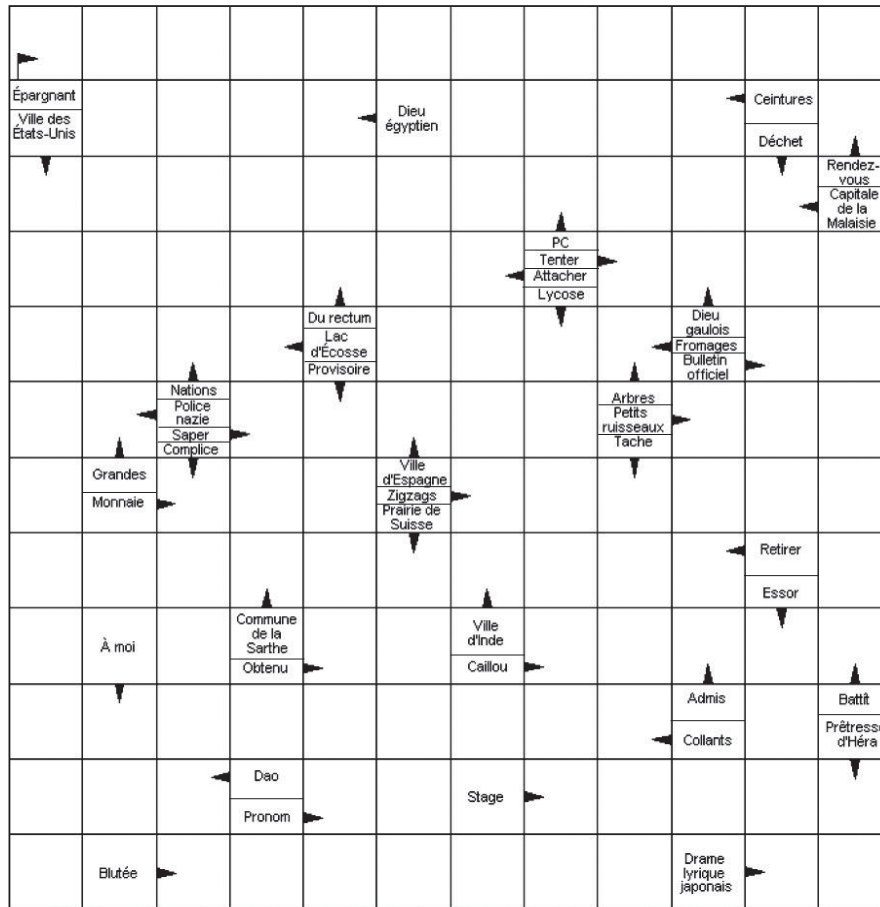 Épargnant
Ville des
États-Unis
Dieu
égyptien
Ceintures
Déchet
Rendez-
vous
Capitale
de la
Malaisie
PC
Tenter
Attacher
Lycose
Du rectum
Lac
d'Écosse
Provisoire
Dieu
gaulois
Fromages
Bulletin
officiel
Nations
Police
nazie
Saper
Complice
Arbres
Petits
ruisseaux
Tache
Grandes
Monnaie
Ville
d'Espagne
Zigzags
Prairie de
Suisse
Retirer
Essor
À moi
Commune
de la
Sarthe
Obtenu
Ville
d'Inde
Caillou
Admis
Collants
Battît
Prêtresse
d'Héra
Dao
Pronom
Stage
Blutée
Drame
lyrique
japonais